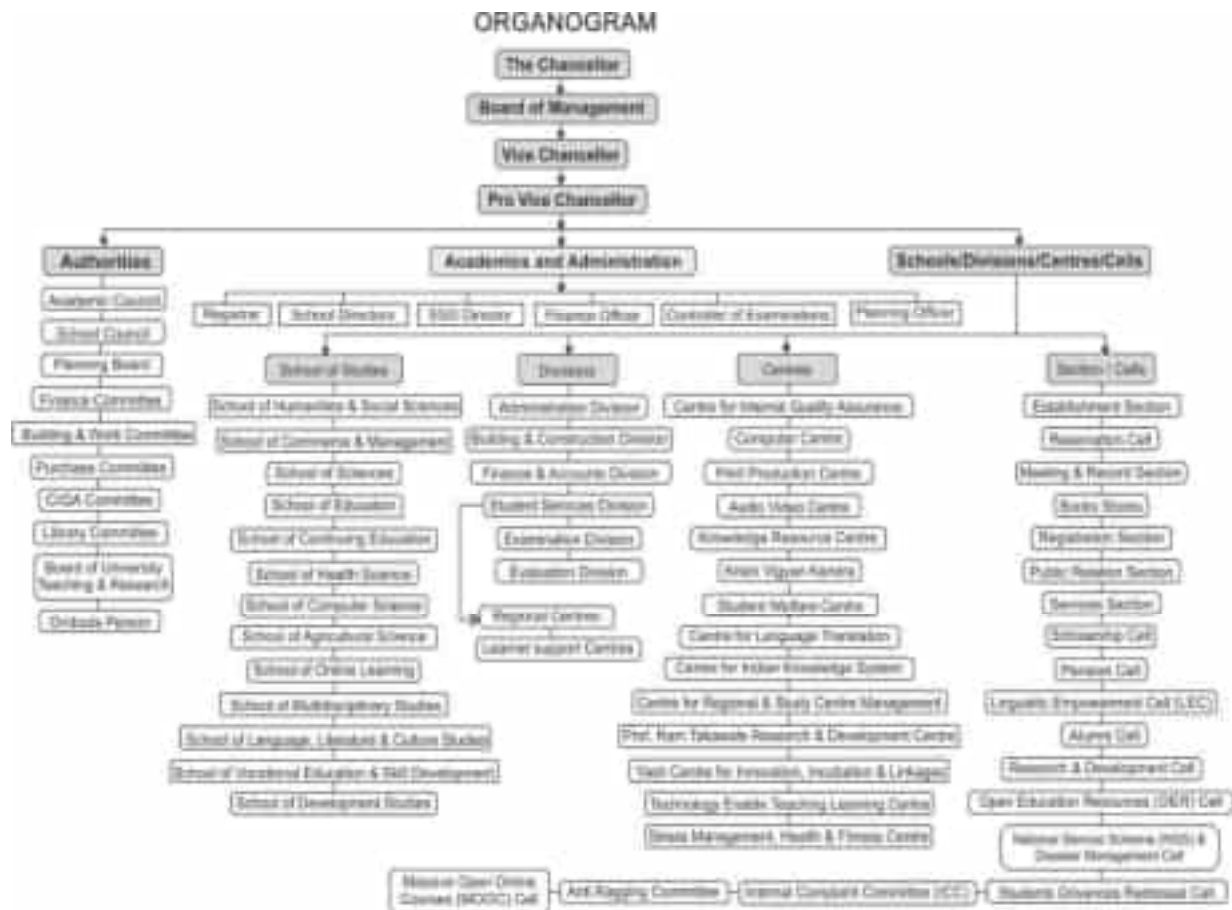 ORGANOGRAM
The Chancellor
Board of Management
Vice Chancellor
Pro Vice Chancellor
Authorities
Academics and Administration
Schools/Divisions/Centres/Cells
Academic Council
School Council
Planning Board
Finance Committee
Building & Work Committee
Purchase Committee
CIQA Committee
Library Committee
Board of University
Teaching & Research
Ombuds Person
Registrar
School Directors
SSD Director
Finance Officer
Controller of Examinations
Planning Officer
School of Studies
School of Humanities & Social Sciences
School of Commerce & Management
School of Sciences
School of Education
School of Continuing Education
School of Health Science
School of Computer Science
School of Agricultural Science
School of Online Learning
School of Multidisciplinary Studies
School of Language, Literature & Culture Studies
School of Vocational Education & Skill Development
School of Development Studies
Divisions
Administration Division
Building & Construction Division
Finance & Accounts Division
Student Services Division
Examination Division
Evaluation Division
Regional Centres
Learner support Centres
Centres
Centre for Internal Quality Assurance
Computer Centre
Print Production Centre
Audio Video Centre
Knowledge Resource Centre
Vigyan Kendra
Student Welfare Centre
Centre for Language Translation
Centre for Indian Knowledge System
Centre for Regional & Study Centre Management
Prof. Ram Takawale Research & Development Centre
Yash Centre for Innovation, Incubation & Linkages
Technology Enable Teaching Learning Centre
Stress Management, Health & Fitness Centre
Section / Cells
Establishment Section
Reservation Cell
Meeting & Record Section
Books Stores
Registration Section
Public Relation Section
Services Section
Scholarship Cell
Pension Cell
Linguistic Empowerment Cell (LEC)
Alumni Cell
Research & Development Cell
Open Education Resources (OER) Cell
National Service Scheme (NSS) &
Disaster Management Cell
Students Grievances Redressal Cell
Internal Complaint Committee (ICC)
Anti Ragging Committee
Massive Open Online
Courses (MOOC) Cell